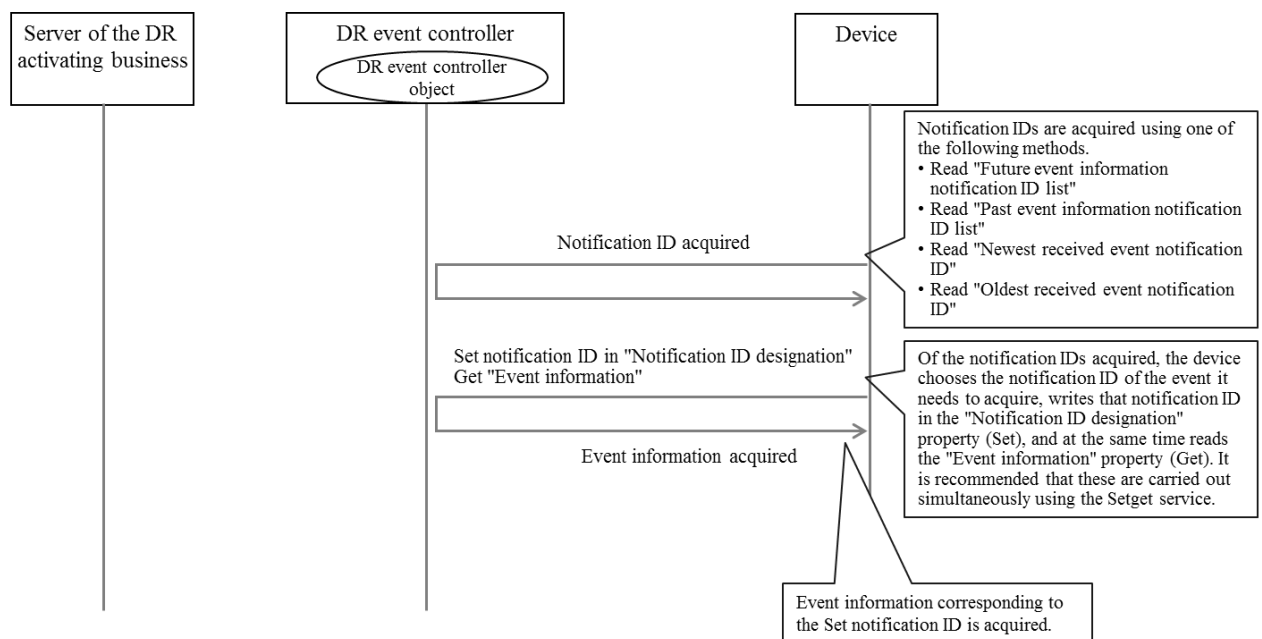 Server of the DR
activating business
DR event controller
DR event controller
object
Device
Notification IDs are acquired using one of
the following methods.
• Read "Future event information
notification ID list"
• Read "Past event information notification
ID list"
• Read "Newest received event notification
ID"
• Read "Oldest received event notification
ID"
Notification ID acquired
Set notification ID in "Notification ID designation"
Get "Event information"
Event information acquired
Of the notification IDs acquired, the device
chooses the notification ID of the event it
needs to acquire, writes that notification ID
in the "Notification ID designation"
property (Set), and at the same time reads
the "Event information" property (Get). It
is recommended that these are carried out
simultaneously using the Setget service.
Event information corresponding to
the Set notification ID is acquired.